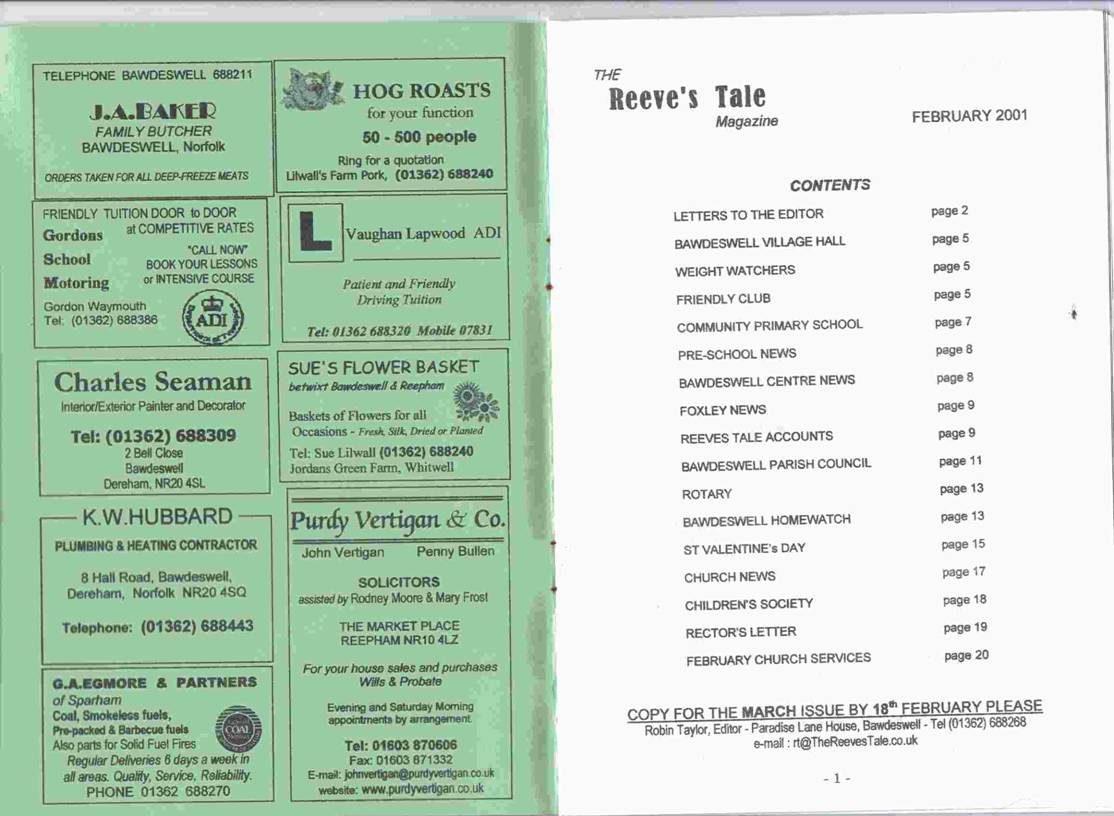 TELEPHONE BAWDESWELL 688211
J.A.BAKER
FAMILY BUTCHER
BAWDESWELL, Norfolk
ORDERS TAKEN FOR ALL DEEP-FREEZE MEATS
FRIENDLY TUITION DOOR to DOOR
at COMPETITIVE RATES
Gordons
School
Motoring
"CALL NOW"
BOOK YOUR LESSONS
or INTENSIVE COURSE
Gordon Waymouth
Tel: (01362) 688386
ADI
Charles Seaman
Interior/Exterior Painter and Decorator
Tel: (01362) 688309
2 Bell Close
Bawdeswell
Dereham, NR20 4SL
K.W.HUBBARD
PLUMBING & HEATING CONTRACTOR
8 Hall Road, Bawdeswell,
Dereham, Norfolk NR20 4SQ
Telephone: (01362) 688443
G.A.EGMORE & PARTNERS
of Sparham
Coal, Smokeless fuels,
Pre-packed & Barbecue fuels
Also parts for Solid Fuel Fires
Regular Deliveries 6 days a week in
all areas. Quality, Service, Reliability.
PHONE 01362 688270
COAL
HOG ROASTS
for your function
50 - 500 people
Ring for a quotation
Lilwall's Farm Pork, (01362) 688240
L
Vaughan Lapwood ADI
Patient and Friendly
Driving Tuition
Tel: 01362 688320 Mobile 07831
SUE'S FLOWER BASKET
betwixt Bawdeswell & Reepham
Baskets of Flowers for all
Occasions - Fresh, Silk, Dried or Planted
Tel: Sue Lilwall (01362) 688240
Jordans Green Farm, Whitwell
Purdy Vertigan & Co.
John Vertigan Penny Bullen
SOLICITORS
assisted by Rodney Moore & Mary Frost
THE MARKET PLACE
REEPHAM NR10 4LZ
For your house sales and purchases
Wills & Probate
Evening and Saturday Morning
appointments by arrangement
Tel: 01603 870606
Fax: 01603 871332
E-mail: johnvertigan@purdyvertigan.co.uk
website: www.purdyvertigan.co.uk
THE
Reeve's Tale
Magazine
FEBRUARY 2001
CONTENTS
LETTERS TO THE EDITOR page 2
BAWDESWELL VILLAGE HALL page 5
WEIGHT WATCHERS page 5
FRIENDLY CLUB page 5
COMMUNITY PRIMARY SCHOOL page 7
PRE-SCHOOL NEWS page 8
BAWDESWELL CENTRE NEWS page 8
FOXLEY NEWS page 9
REEVES TALE ACCOUNTS page 9
BAWDESWELL PARISH COUNCIL page 11
ROTARY page 13
BAWDESWELL HOMEWATCH page 13
ST VALENTINE's DAY page 15
CHURCH NEWS page 17
CHILDREN'S SOCIETY page 18
RECTOR'S LETTER page 19
FEBRUARY CHURCH SERVICES page 20
COPY FOR THE MARCH ISSUE BY 18th FEBRUARY PLEASE
Robin Taylor, Editor - Paradise Lane House, Bawdeswell - Tel (01362) 688268
e-mail : rt@TheReevesTale.co.uk
- 1 -